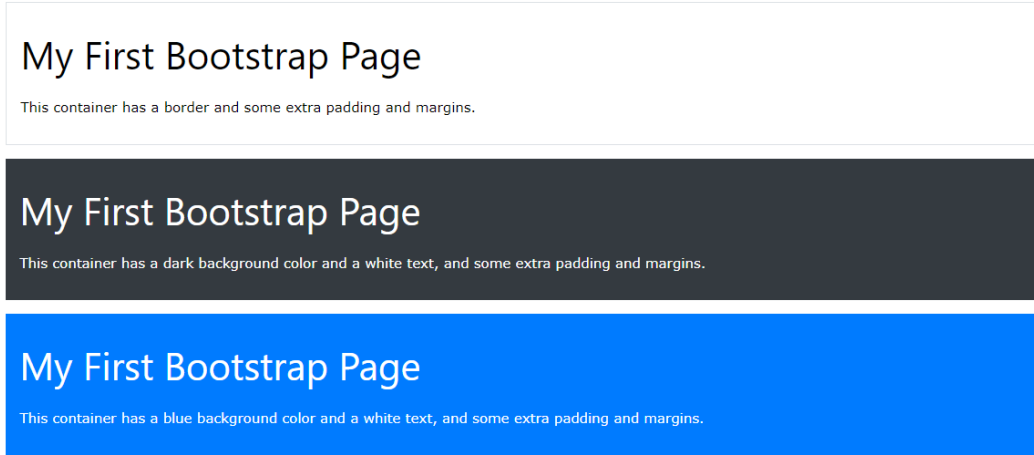 My First Bootstrap Page
This container has a border and some extra padding and margins.
My First Bootstrap Page
This container has a dark background color and a white text, and some extra padding and margins.
My First Bootstrap Page
This container has a blue background color and a white text, and some extra padding and margins.